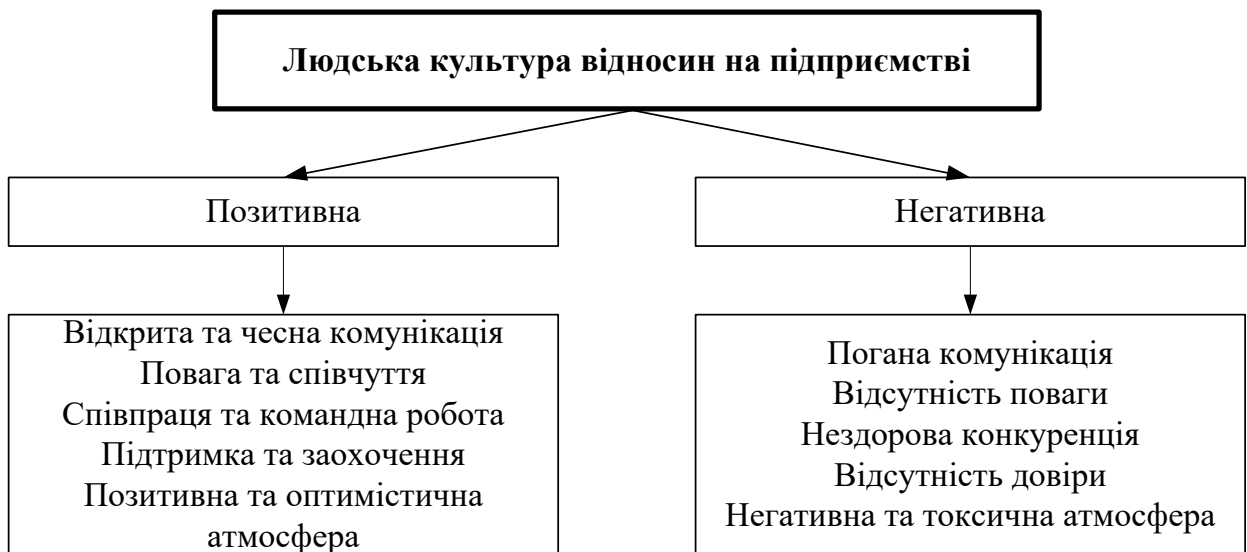 Людська культура відносин на підприємстві
Позитивна
Негативна
Відкрита та чесна комунікація
Повага та співчуття
Співпраця та командна робота
Підтримка та заохочення
Позитивна та оптимістична
атмосфера
Погана комунікація
Відсутність поваги
Нездорова конкуренція
Відсутність довіри
Негативна та токсична атмосфера